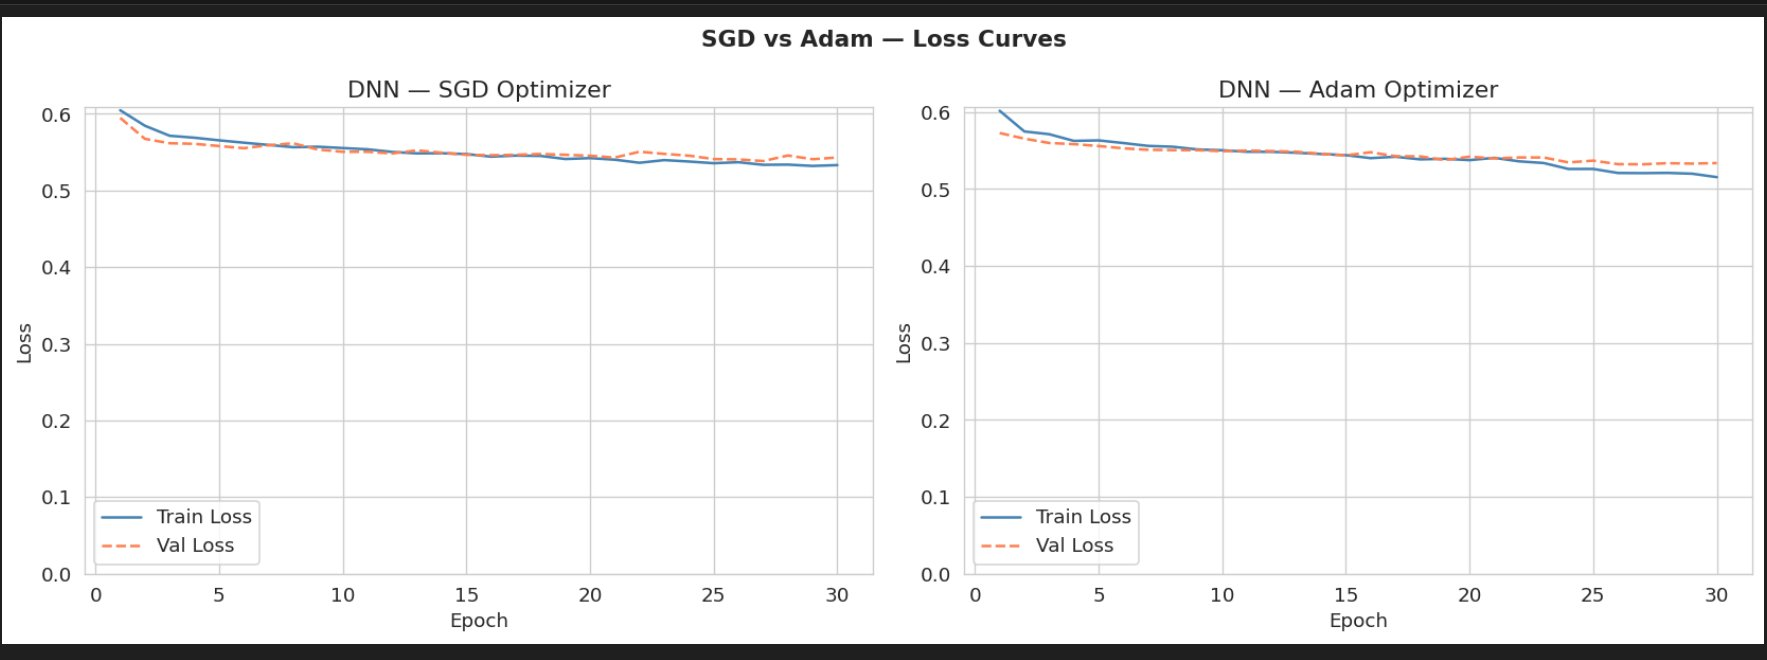 SGD vs Adam — Loss Curves
DNN — SGD Optimizer
0.6
0.5
0.4
0.3
0.2
0.1
0.0
Loss
Train Loss
Val Loss
0 5 10 15 20 25 30
Epoch
DNN — Adam Optimizer
0.6
0.5
0.4
0.3
0.2
0.1
0.0
Loss
Train Loss
Val Loss
0 5 10 15 20 25 30
Epoch